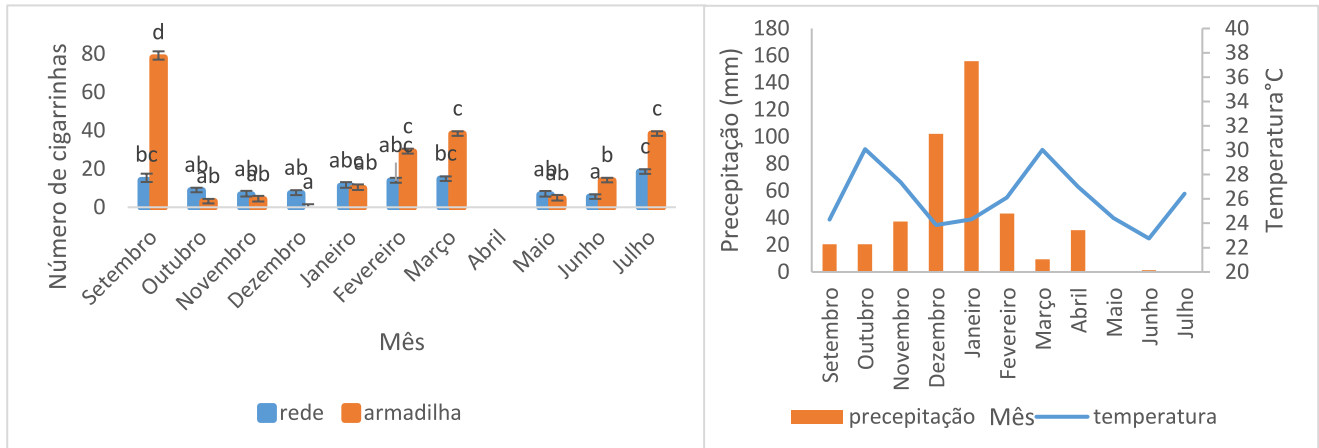 Número de cigarrinhas
80
60
40
20
0
bc
d
ab
ab
ab
ab
ab
a
abc
ab
abc
c
bc
c
ab
ab
a
b
c
c
Setembro
Outubro
Novembro
Dezembro
Janeiro
Fevereiro
Março
Abril
Maio
Junho
Julho
Mês
rede
armadilha
Precepitação (mm)
180
160
140
120
100
80
60
40
20
0
40
38
36
34
32
30
28
26
24
22
20
Temperatura°C
Setembro
Outubro
Novembro
Dezembro
Janeiro
Fevereiro
Março
Abril
Maio
Junho
Julho
precepitação
Mês
temperatura